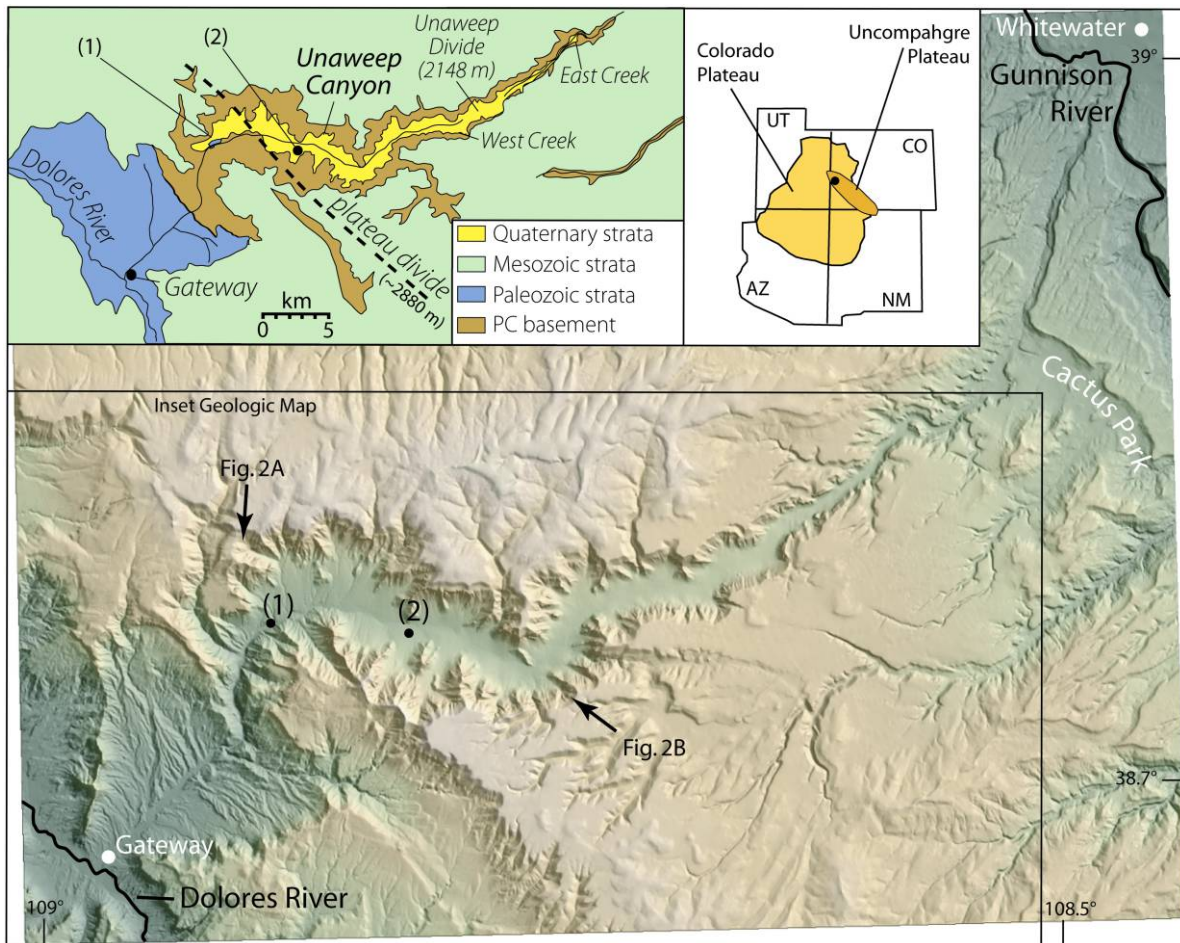 (1)
(2)
Unaweep
Canyon
Unaweep
Divide
(2148 m)
East Creek
West Creek
Dolores
River
Gateway
plateau divide
(~2880 m)
km
0 5
Quaternary strata
Mesozoic strata
Paleozoic strata
PC basement
Colorado
Plateau
Uncompahgre
Plateau
UT
CO
AZ
NM
Whitewater
39°
Gunnison
River
Cactus Park
Inset Geologic Map
Fig. 2A
(1)
(2)
Fig. 2B
38.7°
Gateway
Dolores River
109°
108.5°